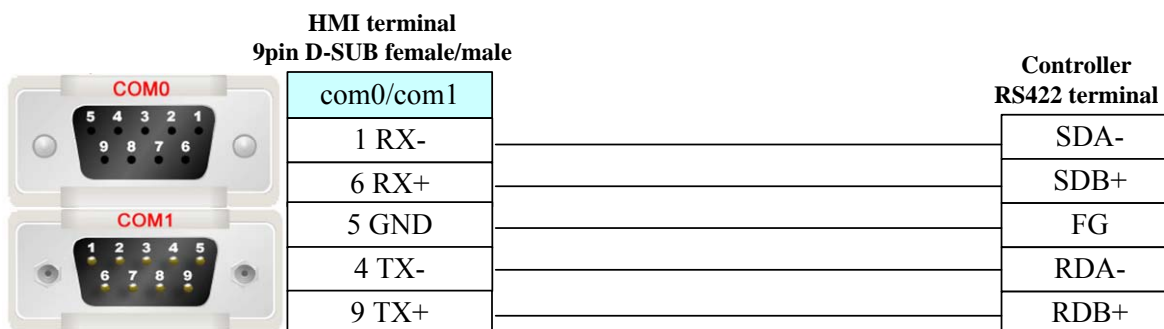 HMI terminal
9pin D-SUB female/male
COM0
5 4 3 2 1
9 8 7 6
COM1
1 2 3 4 5
6 7 8 9
com0/com1
1 RX-
6 RX+
5 GND
4 TX-
9 TX+
Controller
RS422 terminal
SDA-
SDB+
FG
RDA-
RDB+